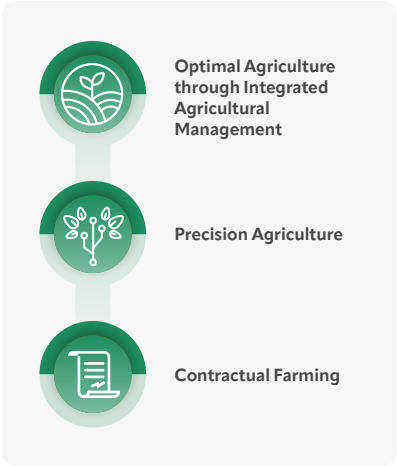 Optimal Agriculture
through Integrated
Agricultural
Management
Precision Agriculture
Contractual Farming